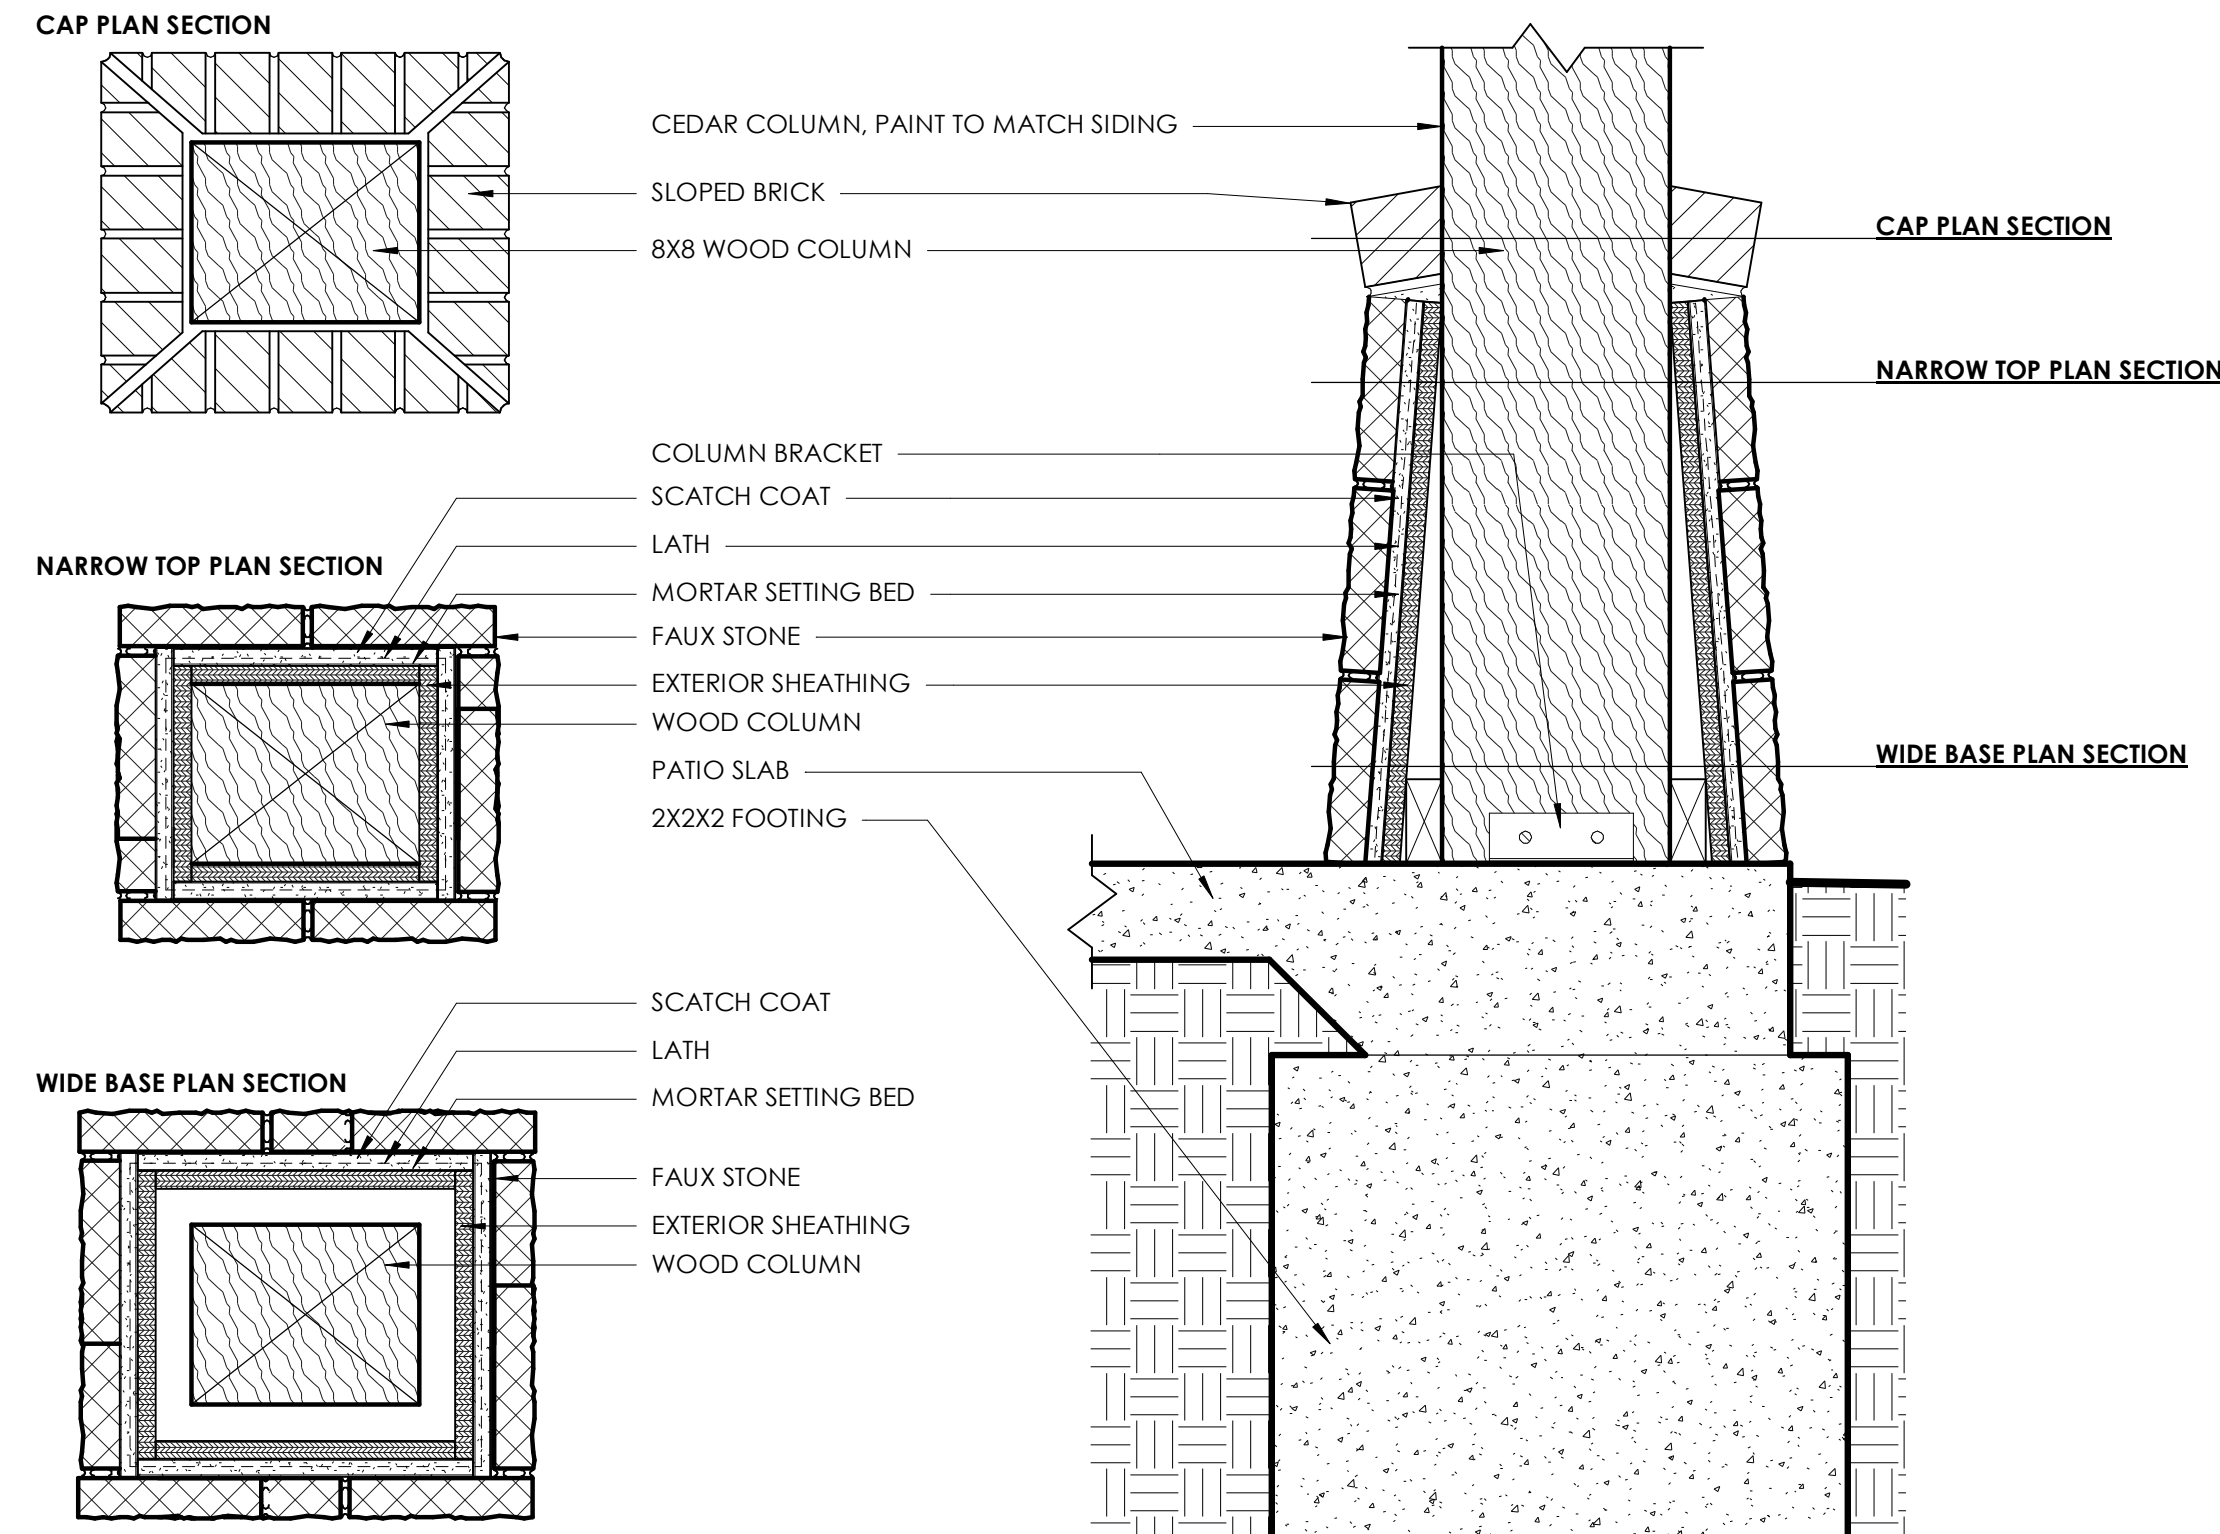 CAP PLAN SECTION
CEDAR COLUMN, PAINT TO MATCH SIDING
SLOPED BRICK
8X8 WOOD COLUMN
CAP PLAN SECTION
NARROW TOP PLAN SECTION
COLUMN BRACKET
SCATCH COAT
LATH
NARROW TOP PLAN SECTION
MORTAR SETTING BED
FAUX STONE
EXTERIOR SHEATHING
WOOD COLUMN
WIDE BASE PLAN SECTION
PATIO SLAB
2X2X2 FOOTING
SCATCH COAT
LATH
WIDE BASE PLAN SECTION
MORTAR SETTING BED
FAUX STONE
EXTERIOR SHEATHING
WOOD COLUMN